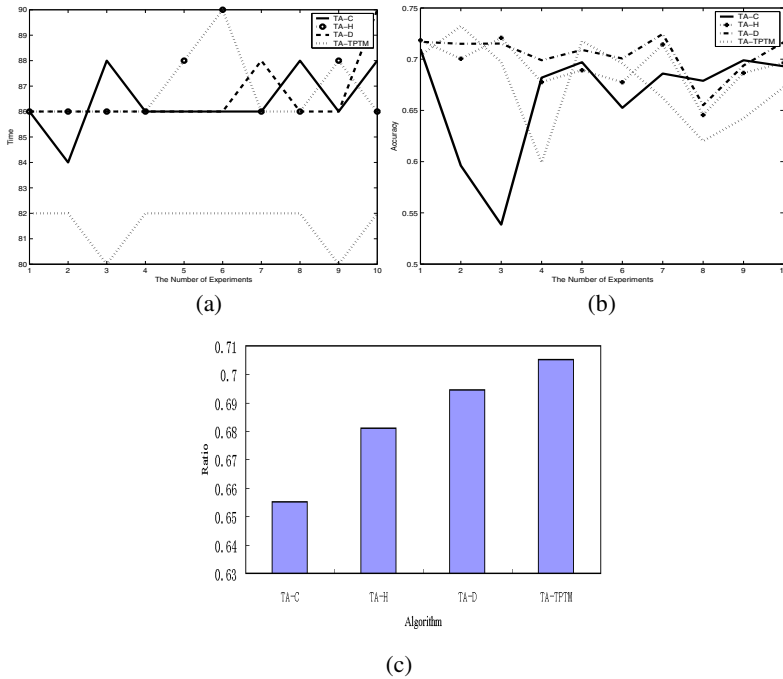 90
89
88
87
86
85
84
83
82
81
80
Time
1 2 3 4 5 6 7 8 9 10
The Number of Experiments
TA-C
TA-H
TA-D
TA-TPTM
(a)
0.75
0.7
0.65
0.6
0.55
0.5
Accuracy
1 2 3 4 5 6 7 8 9 1
The Number of Experiments
TA-C
TA-H
TA-D
TA-TPTM
(b)
0.71
0.7
0.69
0.68
0.67
0.66
0.65
0.64
0.63
Ratio
TA-C TA-H TA-D TA-TPTM
Algorithm
(c)